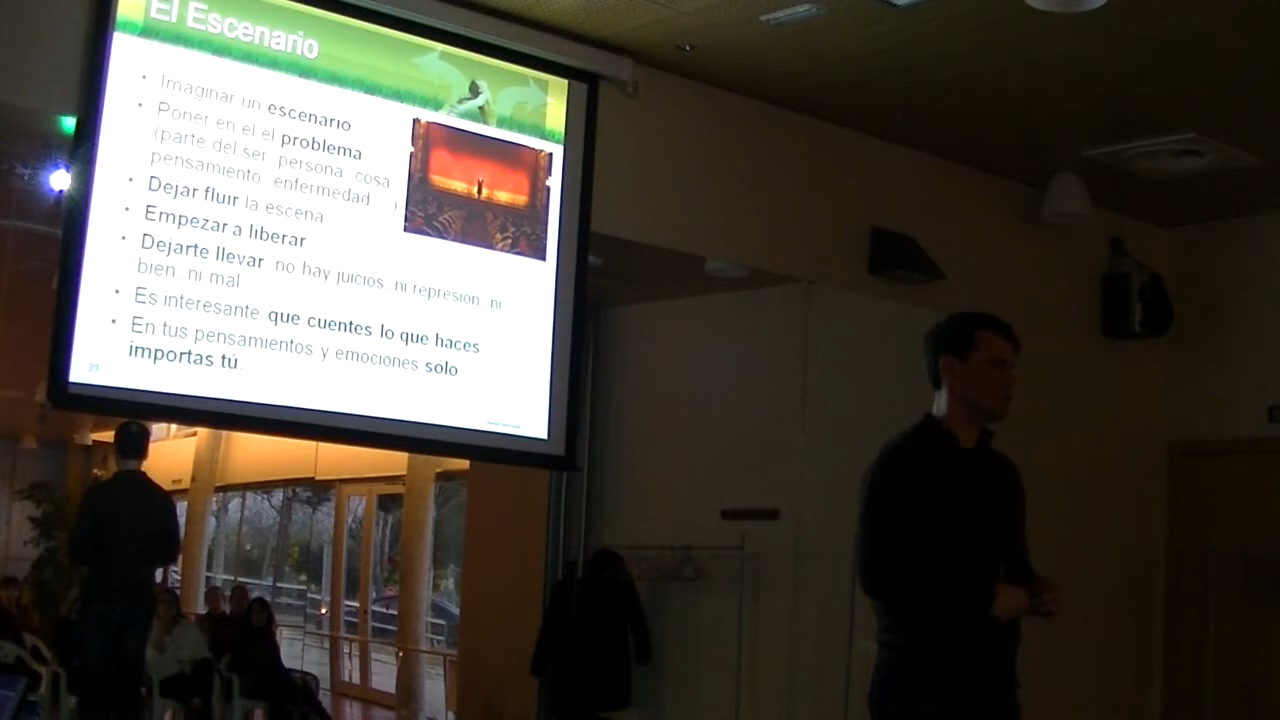 El Escenario
• Imaginar un escenario
• Poner en el el problema
(parte del ser persona cosa
pensamiento enfermedad )
• Dejar fluir la escena
• Empezar a liberar
• Dejarte llevar no hay juicios, ni represion, ni
bien, ni mal
• Es interesante que cuentes lo que haces
• En tus pensamientos y emociones sólo
importas tú.
39